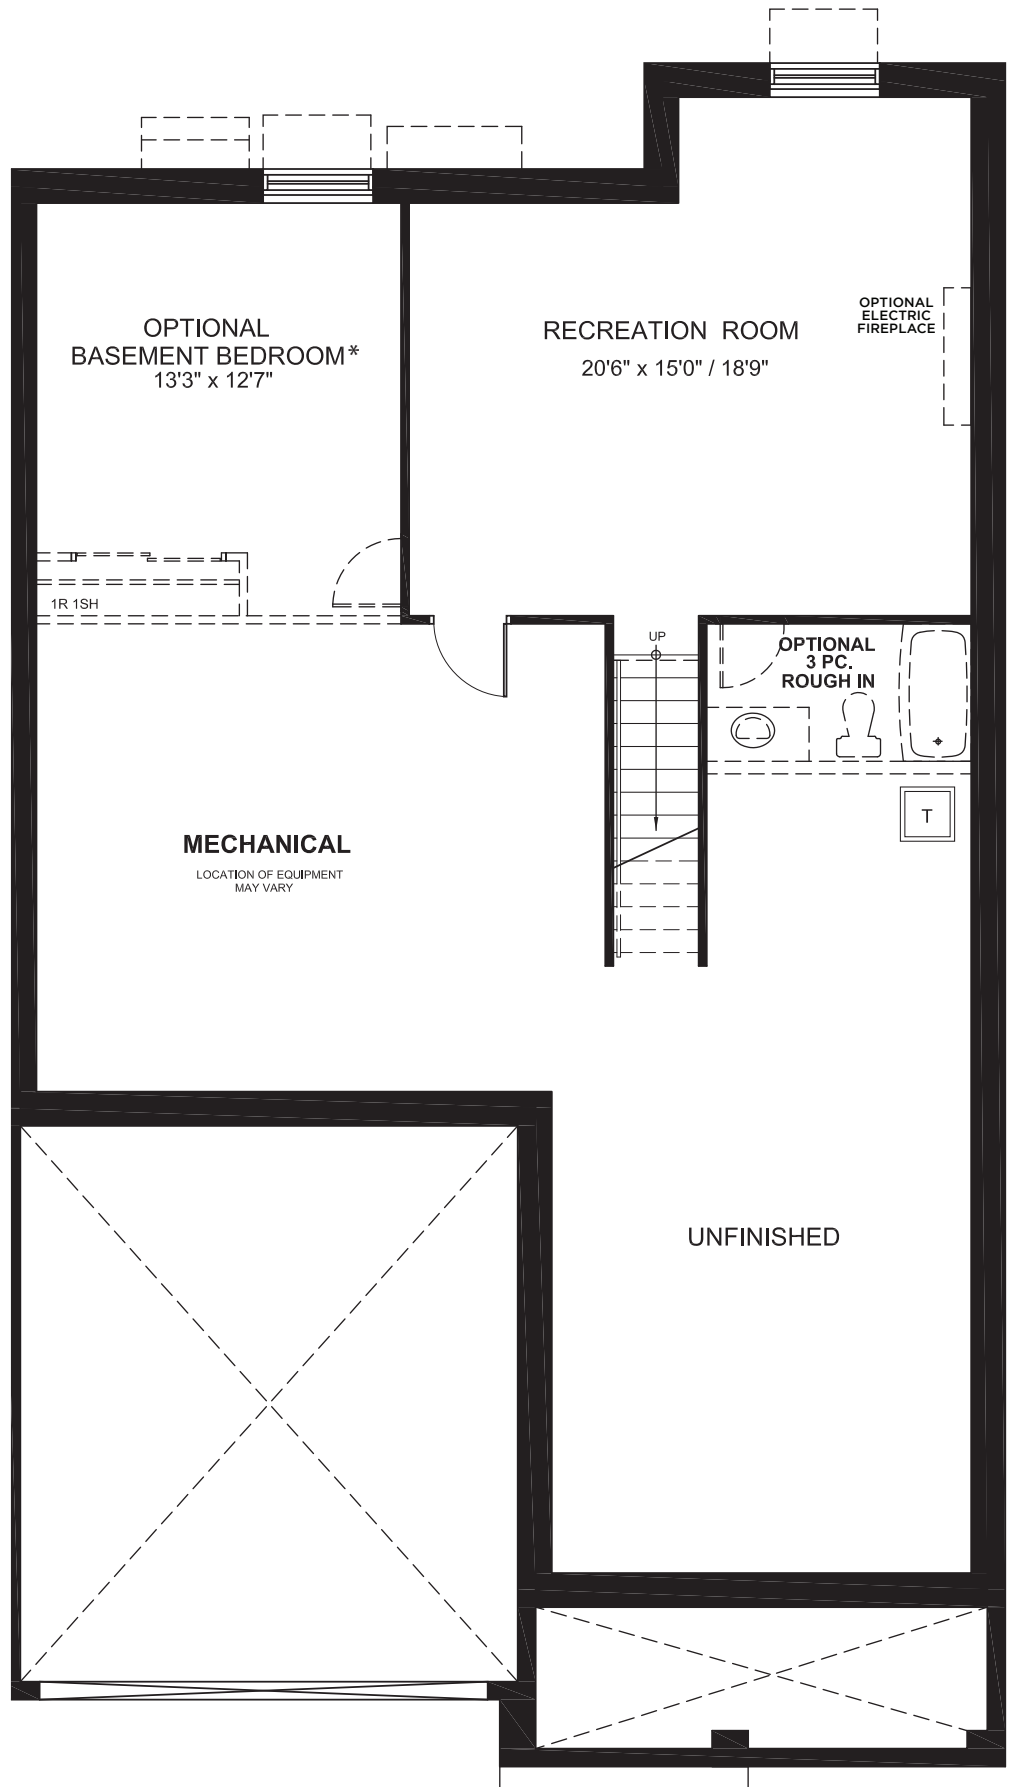 OPTIONAL
BASEMENT BEDROOM*
13'3" x 12'7"
RECREATION ROOM
20'6" x 15'0" / 18'9"
OPTIONAL
ELECTRIC
FIREPLACE
1R 1SH
UP
OPTIONAL
3 PC.
ROUGH IN
T
MECHANICAL
LOCATION OF EQUIPMENT
MAY VARY
UNFINISHED